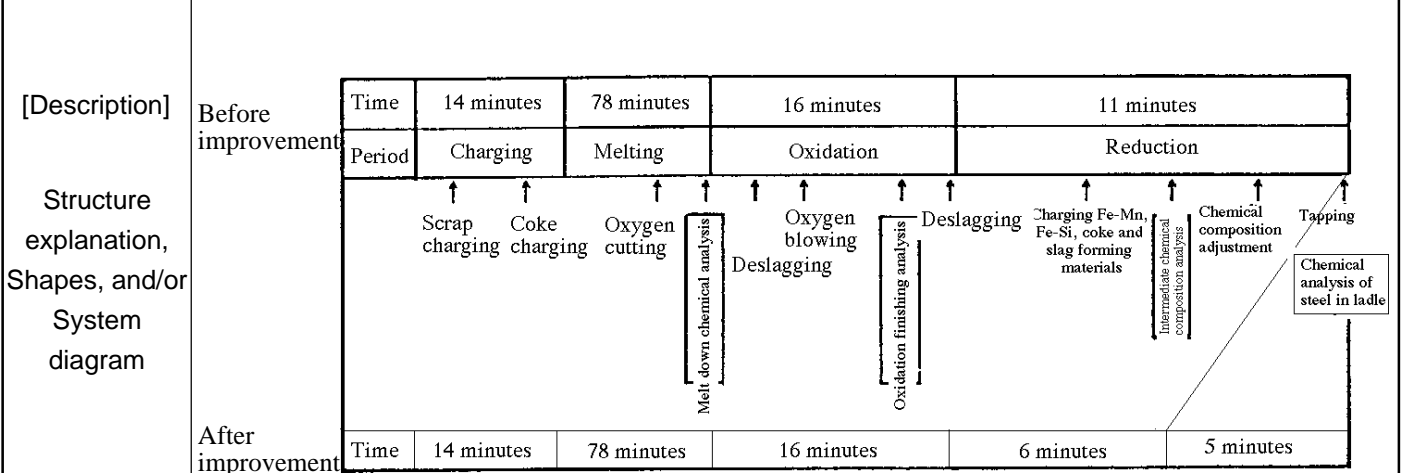 [Description]
Structure
explanation,
Shapes, and/or
System
diagram
Before
improvement
Time 14 minutes 78 minutes 16 minutes 11 minutes
Period Charging Melting Oxidation Reduction
Scrap
charging
Coke
charging
Oxygen
cutting
Melt down chemical analysis
Deslagging
Oxygen
blowing
Oxidation finishing analysis
Deslagging
Charging Fe-Mn,
Fe-Si, coke and
slag forming
materials
Intermediate chemical
composition analysis
Chemical
composition
adjustment
Tapping
Chemical
analysis of
steel in ladle
After
improvement
Time 14 minutes 78 minutes 16 minutes 6 minutes 5 minutes